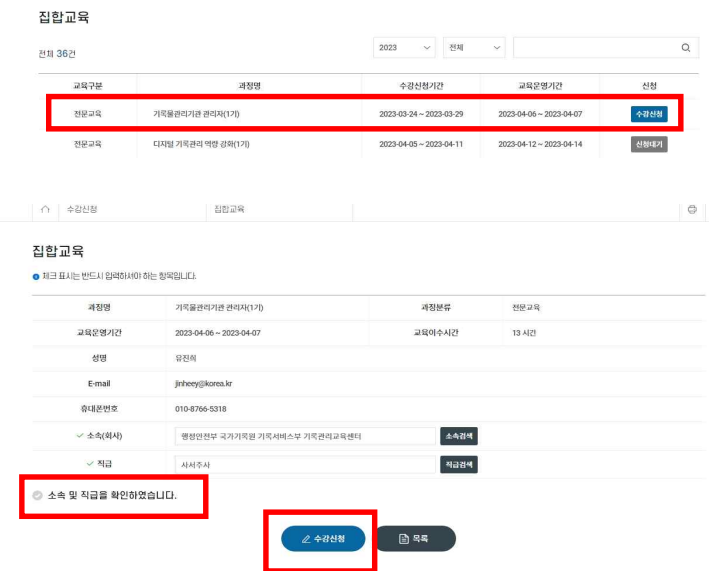 집합교육
전체 36건
2023 전체
교육구분 과정명 수강신청기간 교육운영기간 신청
전문교육 기록물관리기관 관리자(1기) 2023-03-24 ~ 2023-03-29 2023-04-06 ~ 2023-04-07 수강신청
전문교육 디지털 기록관리 역량 강화(1기) 2023-04-05 ~ 2023-04-11 2023-04-12 ~ 2023-04-14 신청대기
수강신청 집합교육
집합교육
체크 표시는 반드시 입력하셔야 하는 항목입니다.
과정명 기록물관리기관 관리자(1기) 과정분류 전문교육
교육운영기간 2023-04-06 ~ 2023-04-07 교육이수시간 13 시간
성명 유진희
E-mail jinheey@korea.kr
휴대폰번호 010-8766-5318
소속(회사) 행정안전부 국가기록원 기록서비스부 기록관리교육센터 소속검색
직급 사서주사 직급검색
소속 및 직급을 확인하였습니다.
수강신청 목록